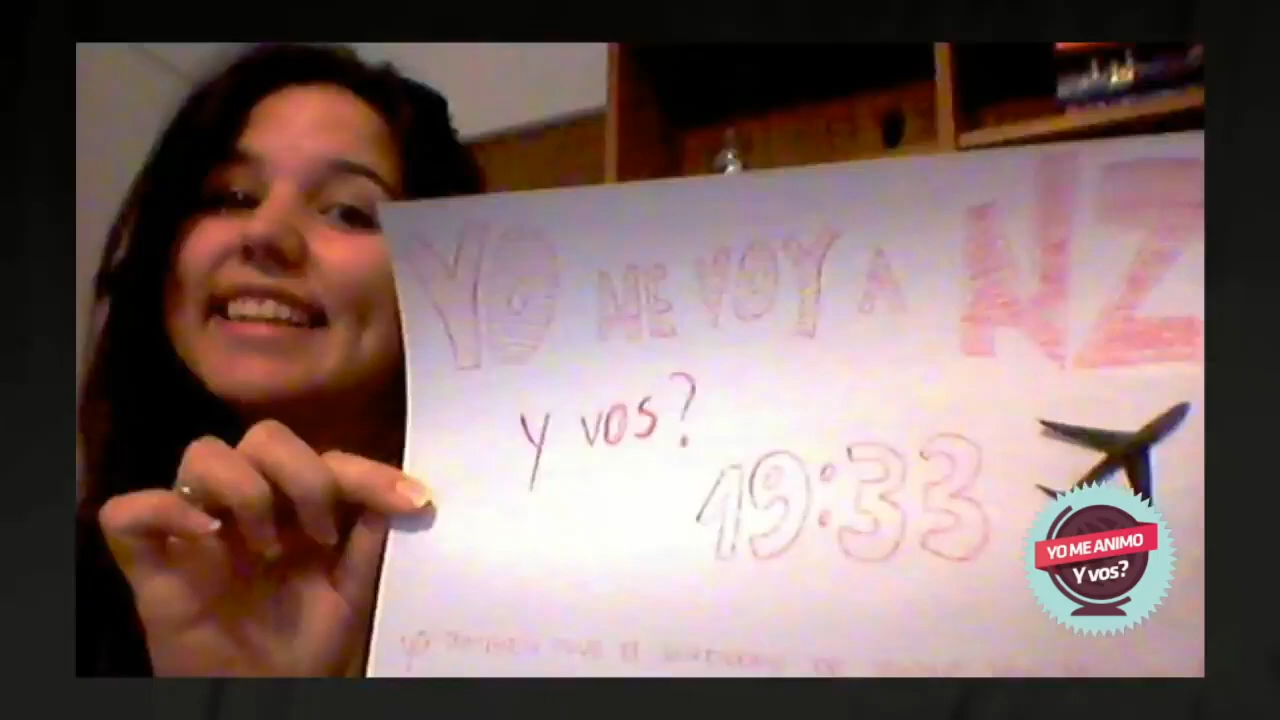 YO ME VOY A NZ
Y VOS?
19:33
YO ME ANIMO
Y vos?